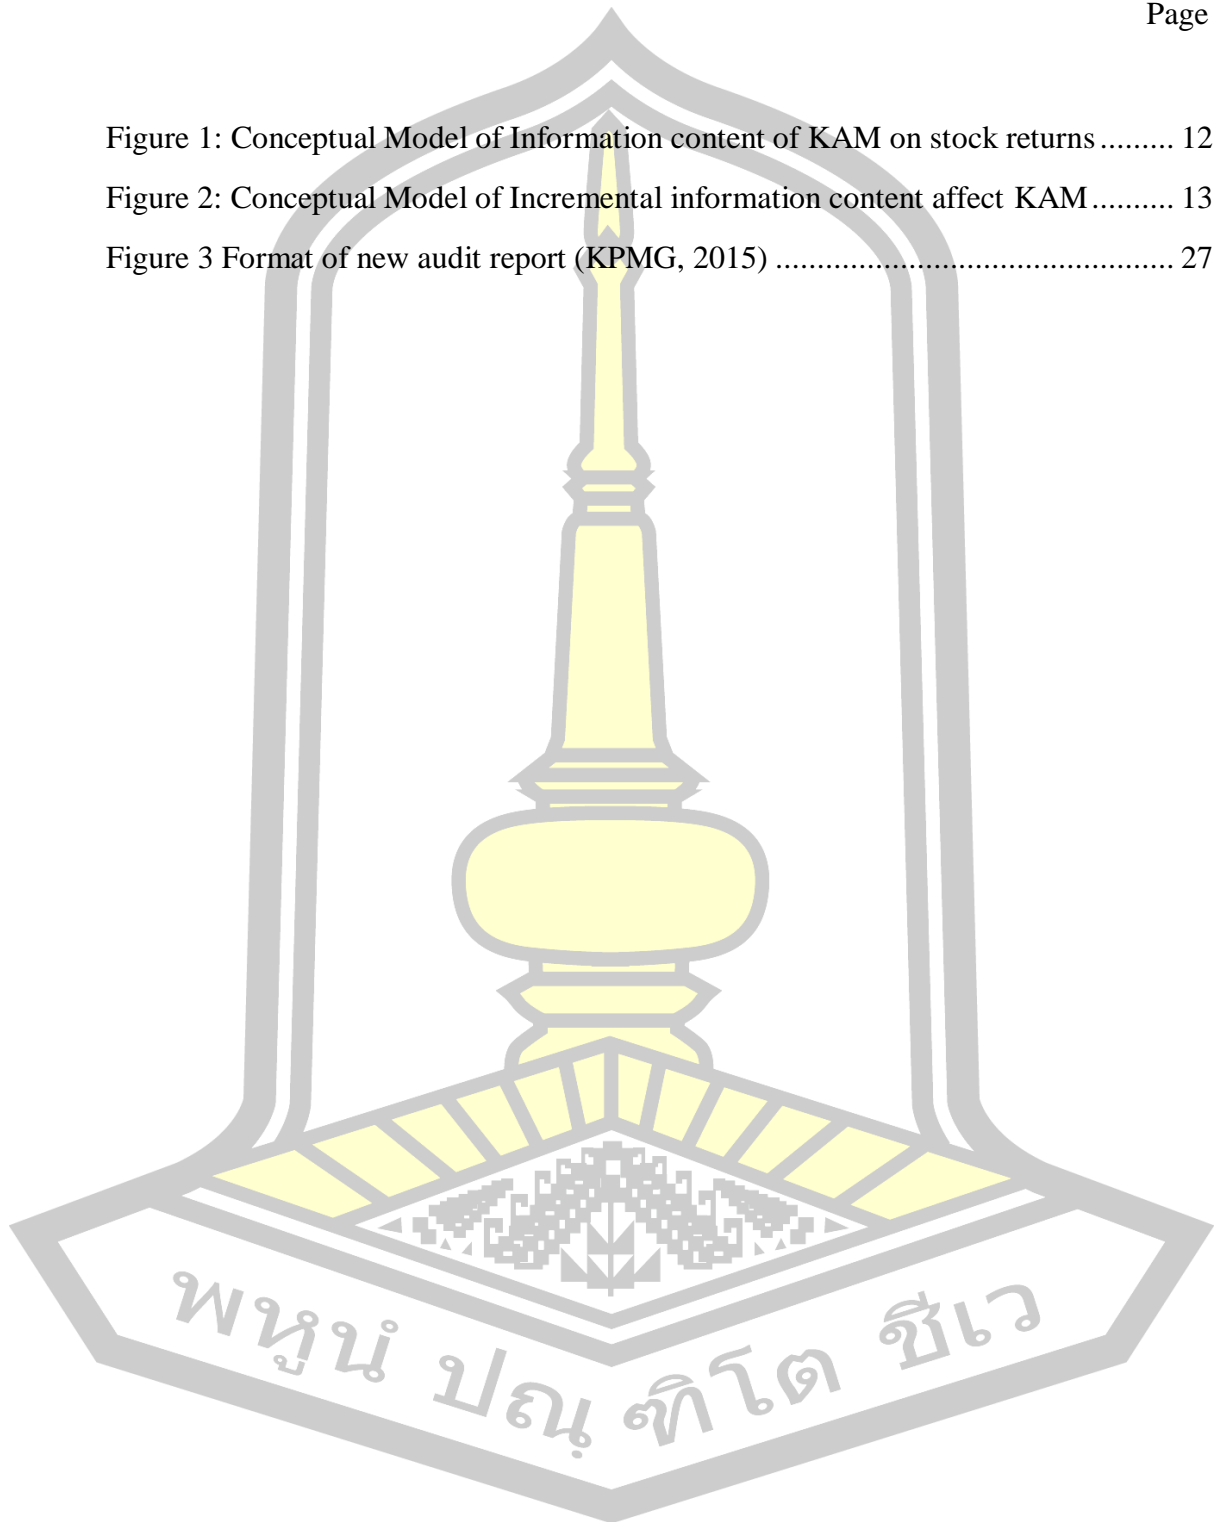 Page
Figure 1: Conceptual Model of Information content of KAM on stock returns ......... 12
Figure 2: Conceptual Model of Incremental information content affect KAM .......... 13
Figure 3 Format of new audit report (KPMG, 2015) ................................................ 27
พหูนํ ปณฺ ฑิโต ชีเว